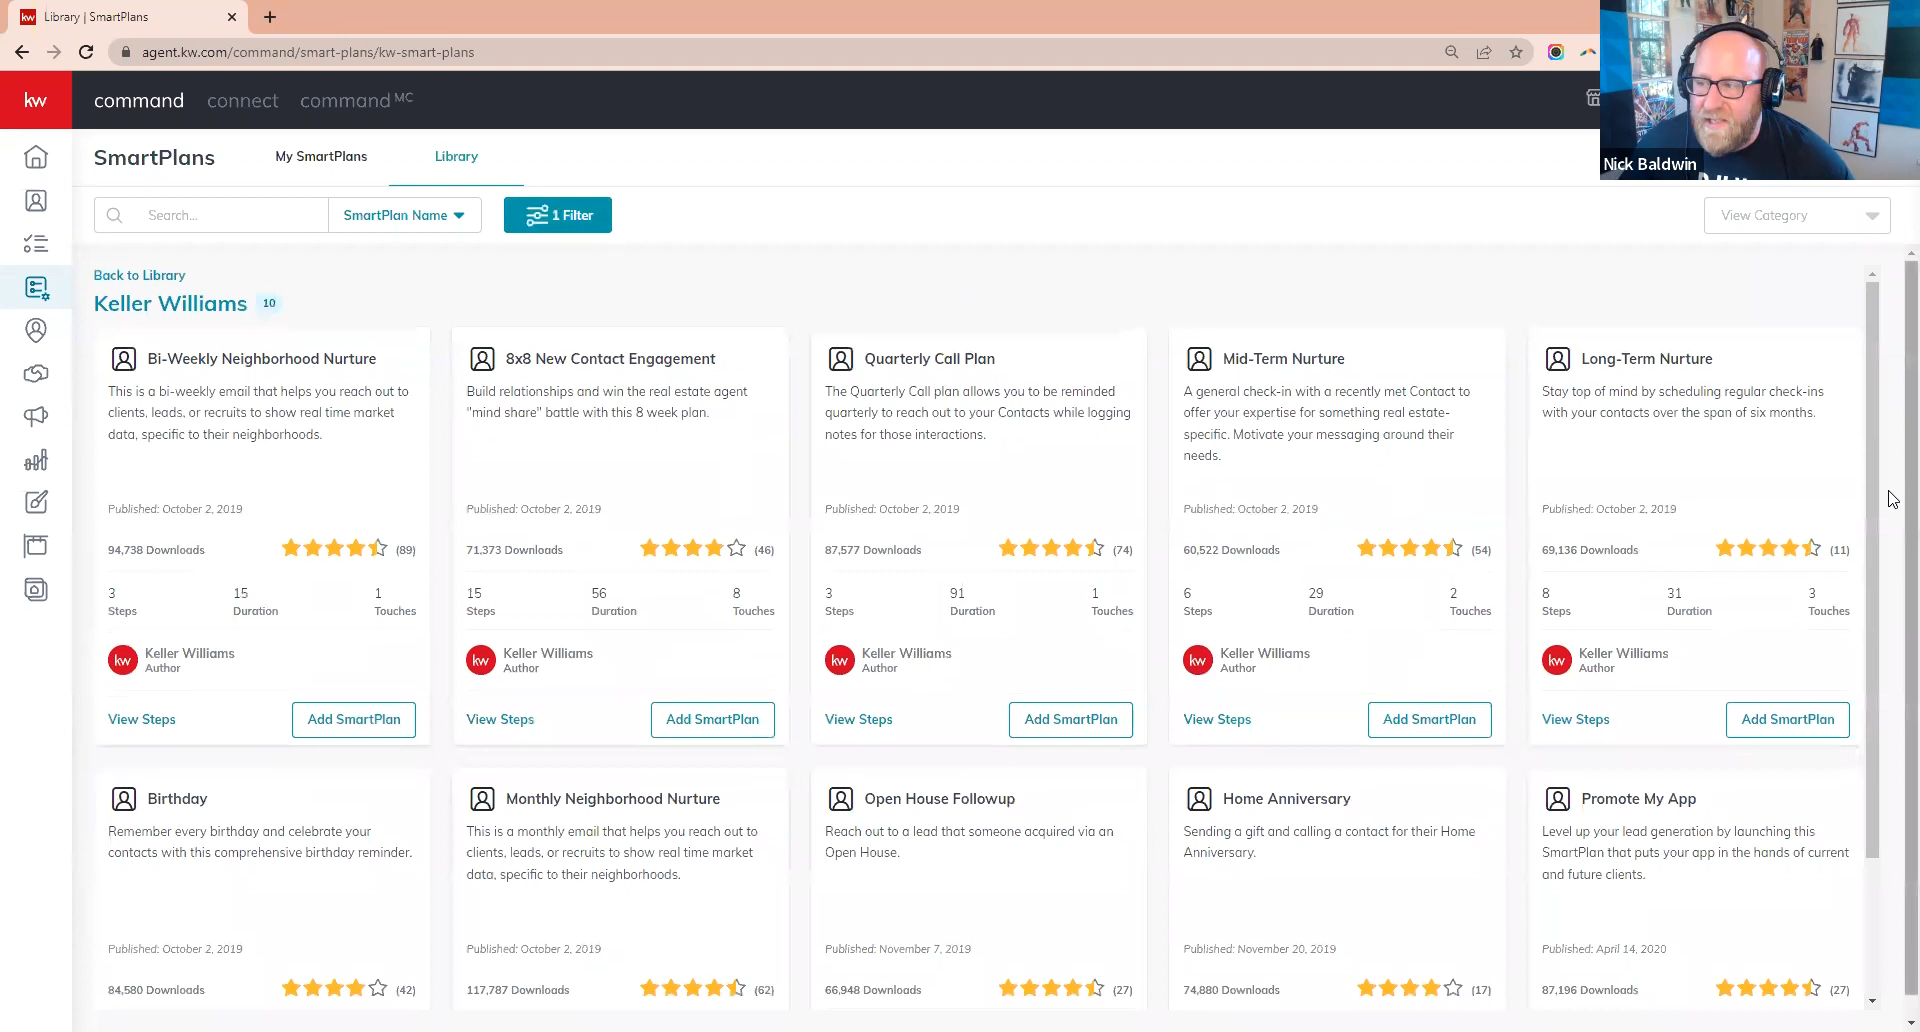 kw Library | SmartPlans
agent.kw.com/command/smart-plans/kw-smart-plans
kw command connect command MC
Nick Baldwin
SmartPlans My SmartPlans Library
Search... SmartPlan Name 1 Filter View Category
Back to Library
Keller Williams 10
Bi-Weekly Neighborhood Nurture
This is a bi-weekly email that helps you reach out to
clients, leads, or recruits to show real time market
data, specific to their neighborhoods.
Published: October 2, 2019
94,738 Downloads (89)
3 15 1
Steps Duration Touches
kw Keller Williams
Author
View Steps Add SmartPlan
8x8 New Contact Engagement
Build relationships and win the real estate agent
"mind share" battle with this 8 week plan.
Published: October 2, 2019
71,373 Downloads (46)
15 56 8
Steps Duration Touches
kw Keller Williams
Author
View Steps Add SmartPlan
Quarterly Call Plan
The Quarterly Call plan allows you to be reminded
quarterly to reach out to your Contacts while logging
notes for those interactions.
Published: October 2, 2019
87,577 Downloads (74)
3 91 1
Steps Duration Touches
kw Keller Williams
Author
View Steps Add SmartPlan
Mid-Term Nurture
A general check-in with a recently met Contact to
offer your expertise for something real estate-
specific. Motivate your messaging around their
needs.
Published: October 2, 2019
60,522 Downloads (54)
6 29 2
Steps Duration Touches
kw Keller Williams
Author
View Steps Add SmartPlan
Long-Term Nurture
Stay top of mind by scheduling regular check-ins
with your contacts over the span of six months.
Published: October 2, 2019
69,136 Downloads (11)
8 31 3
Steps Duration Touches
kw Keller Williams
Author
View Steps Add SmartPlan
Birthday
Remember every birthday and celebrate your
contacts with this comprehensive birthday reminder.
Published: October 2, 2019
84,580 Downloads (42)
Monthly Neighborhood Nurture
This is a monthly email that helps you reach out to
clients, leads, or recruits to show real time market
data, specific to their neighborhoods.
Published: October 2, 2019
117,787 Downloads (62)
Open House Followup
Reach out to a lead that someone acquired via an
Open House.
Published: November 7, 2019
66,948 Downloads (27)
Home Anniversary
Sending a gift and calling a contact for their Home
Anniversary.
Published: November 20, 2019
74,880 Downloads (17)
Promote My App
Level up your lead generation by launching this
SmartPlan that puts your app in the hands of current
and future clients.
Published: April 14, 2020
87,196 Downloads (27)